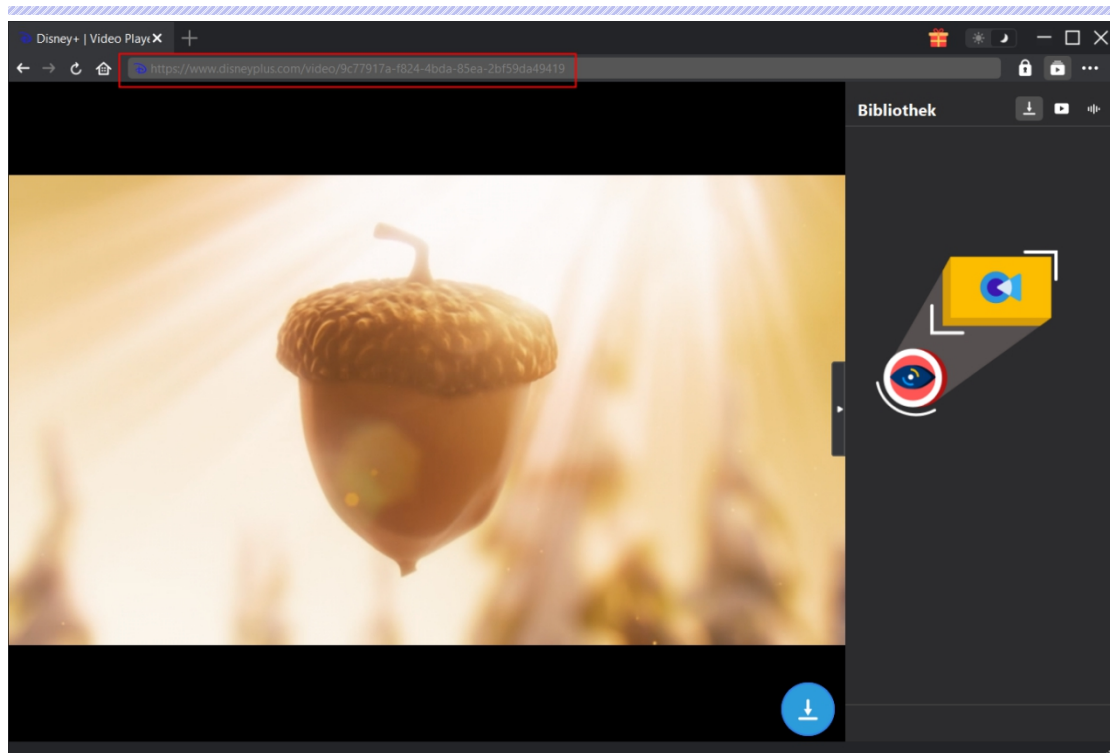 Disney+ | Video Playe
https://www.disneyplus.com/video/9c77917a-f824-4bda-85ea-2bf59da49419
Bibliothek